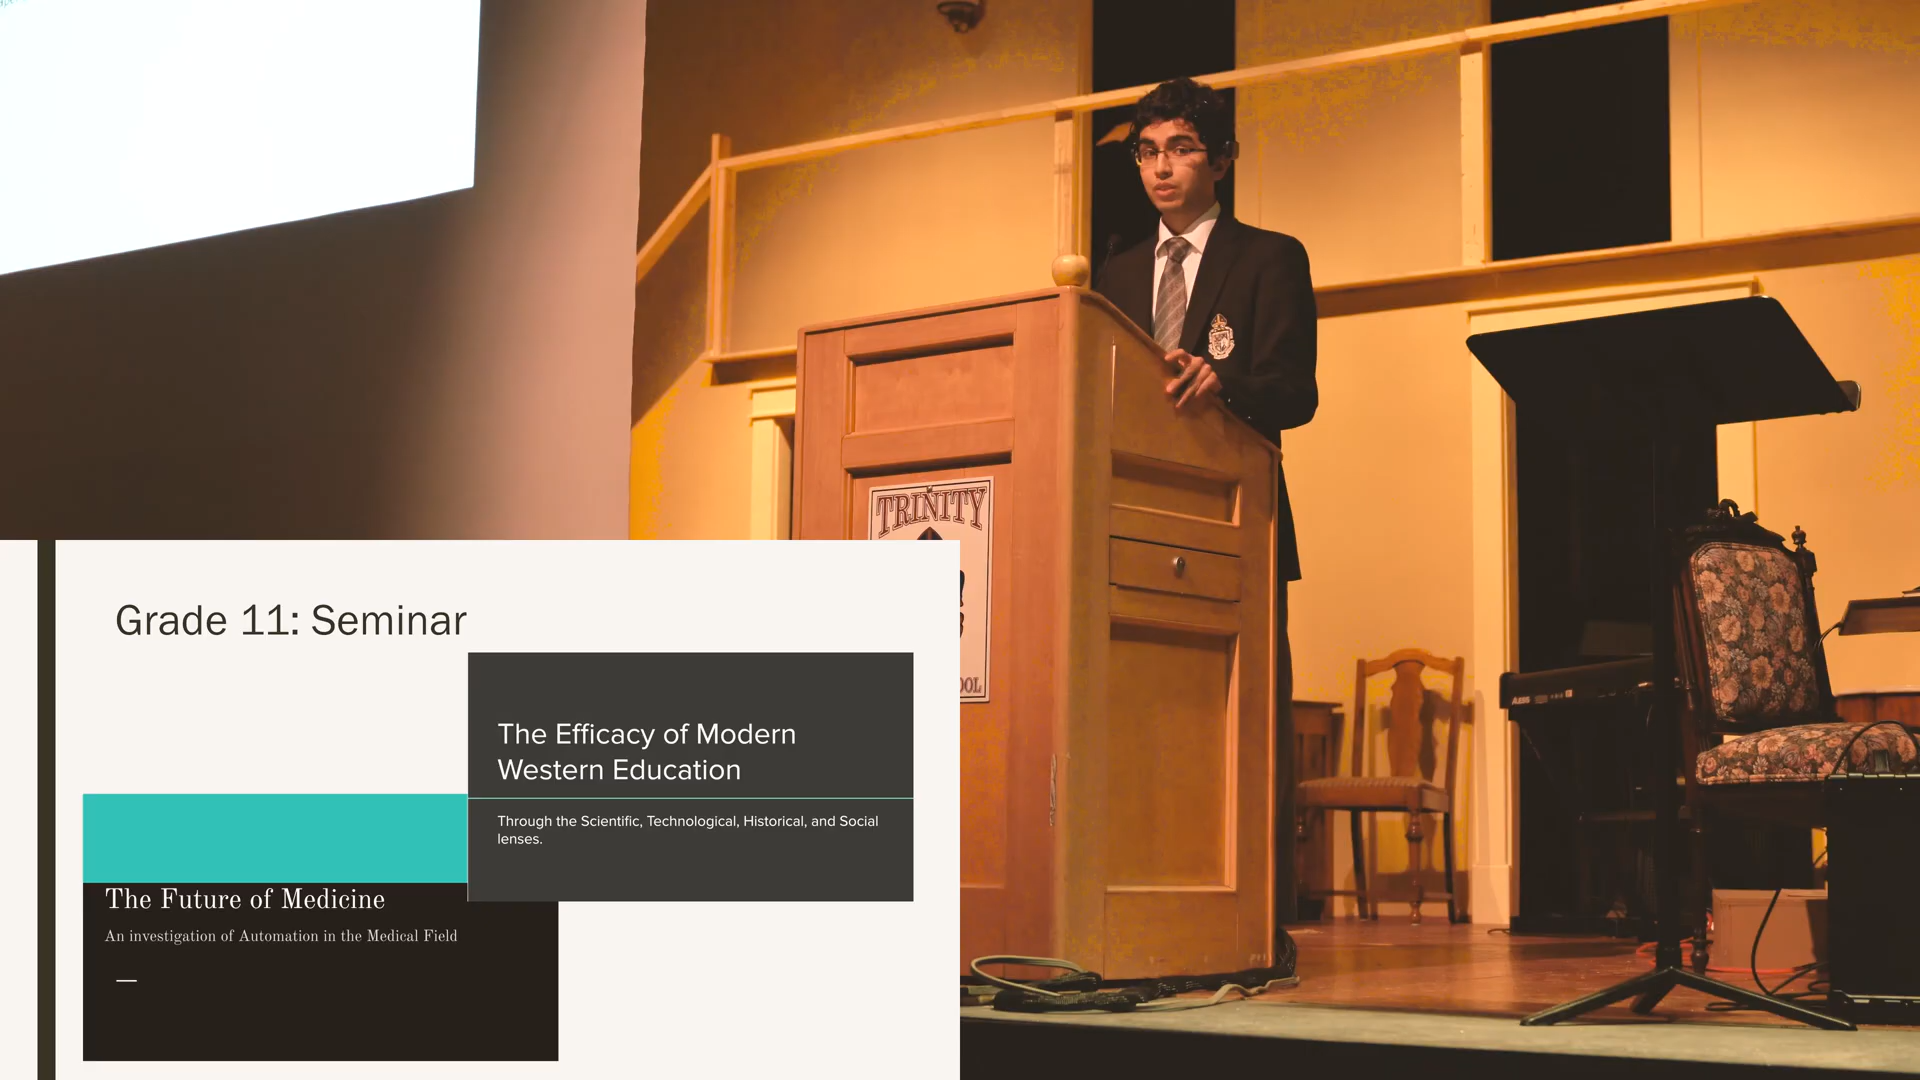 TRINITY
OOL
ALESIS
Grade 11: Seminar
The Efficacy of Modern
Western Education
Through the Scientific, Technological, Historical, and Social
lenses.
The Future of Medicine
An investigation of Automation in the Medical Field
—